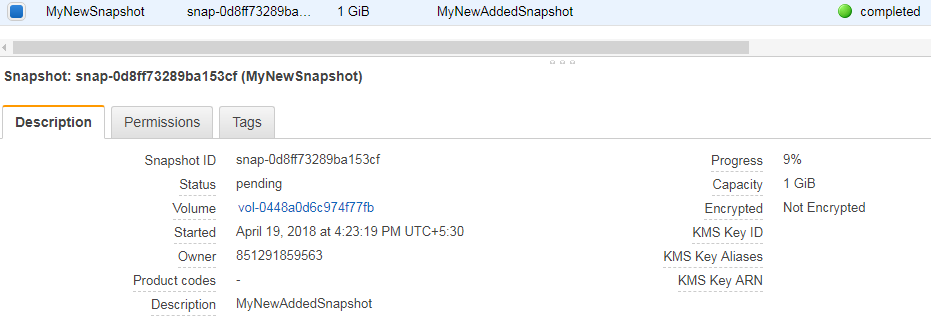 MyNewSnapshot snap-0d8ff73289ba... 1 GiB MyNewAddedSnapshot completed
Snapshot: snap-0d8ff73289ba153cf (MyNewSnapshot)
Description Permissions Tags
Snapshot ID snap-0d8ff73289ba153cf Progress 9%
Status pending Capacity 1 GiB
Volume vol-0448a0d6c974f77fb Encrypted Not Encrypted
Started April 19, 2018 at 4:23:19 PM UTC+5:30 KMS Key ID
Owner 851291859563 KMS Key Aliases
Product codes - KMS Key ARN
Description MyNewAddedSnapshot